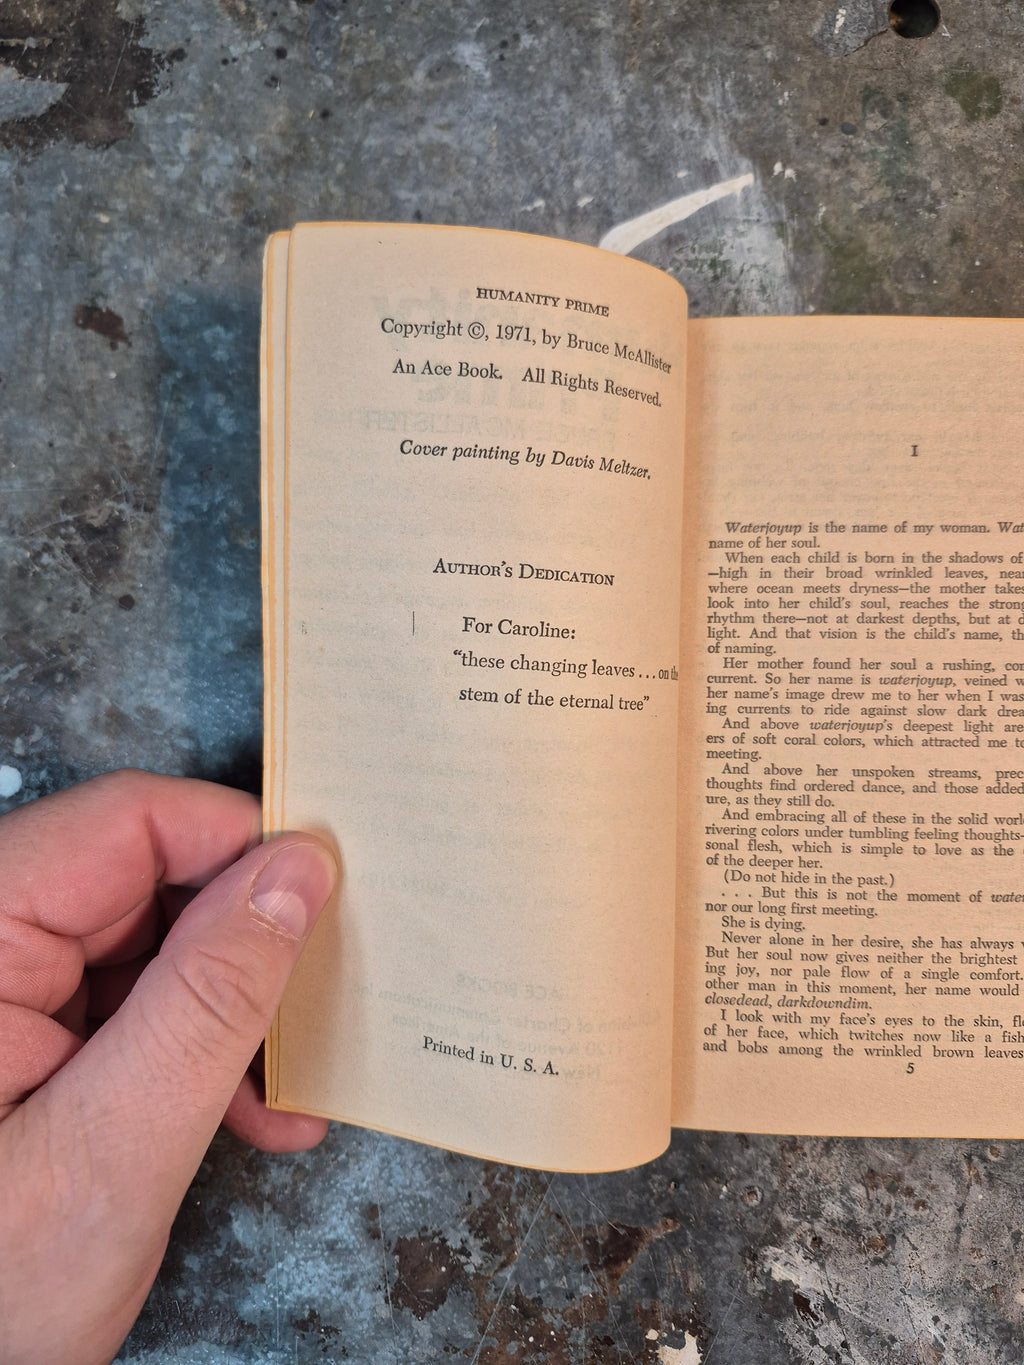 HUMANITY PRIME
Copyright ©, 1971, by Bruce McAllister
An Ace Book. All Rights Reserved.
Cover painting by Davis Meltzer.
AUTHOR'S DEDICATION
For Caroline:
"these changing leaves . . . on the
stem of the eternal tree"
Printed in U. S. A.
I
Waterjoyup is the name of my woman.
name of her soul.
When each child is born in the shadows of
—high in their broad wrinkled leaves,
where ocean meets dryness—the mother takes
look into her child's soul, reaches the
rhythm there—not at darkest depths, but at
light. And that vision is the child's name,
of naming.
Her mother found her soul a rushing,
current. So her name is waterjoyup, veined
her name's image drew me to her when I was
ing currents to ride against slow dark
And above waterjoyup's deepest light are
ers of soft coral colors, which attracted me to
meeting.
And above her unspoken streams,
thoughts find ordered dance, and those added
ure, as they still do.
And embracing all of these in the solid
rivering colors under tumbling feeling thoughts—
sonal flesh, which is simple to love as the
of the deeper her.
(Do not hide in the past.)
. . . But this is not the moment of
nor our long first meeting.
She is dying.
Never alone in her desire, she has always
But her soul now gives neither the brightest
ing joy, nor pale flow of a single comfort.
other man in this moment, her name would
closedead, darkdowndim.
I look with my face's eyes to the skin,
of her face, which twitches now like a fish
and bobs among the wrinkled brown leaves
5